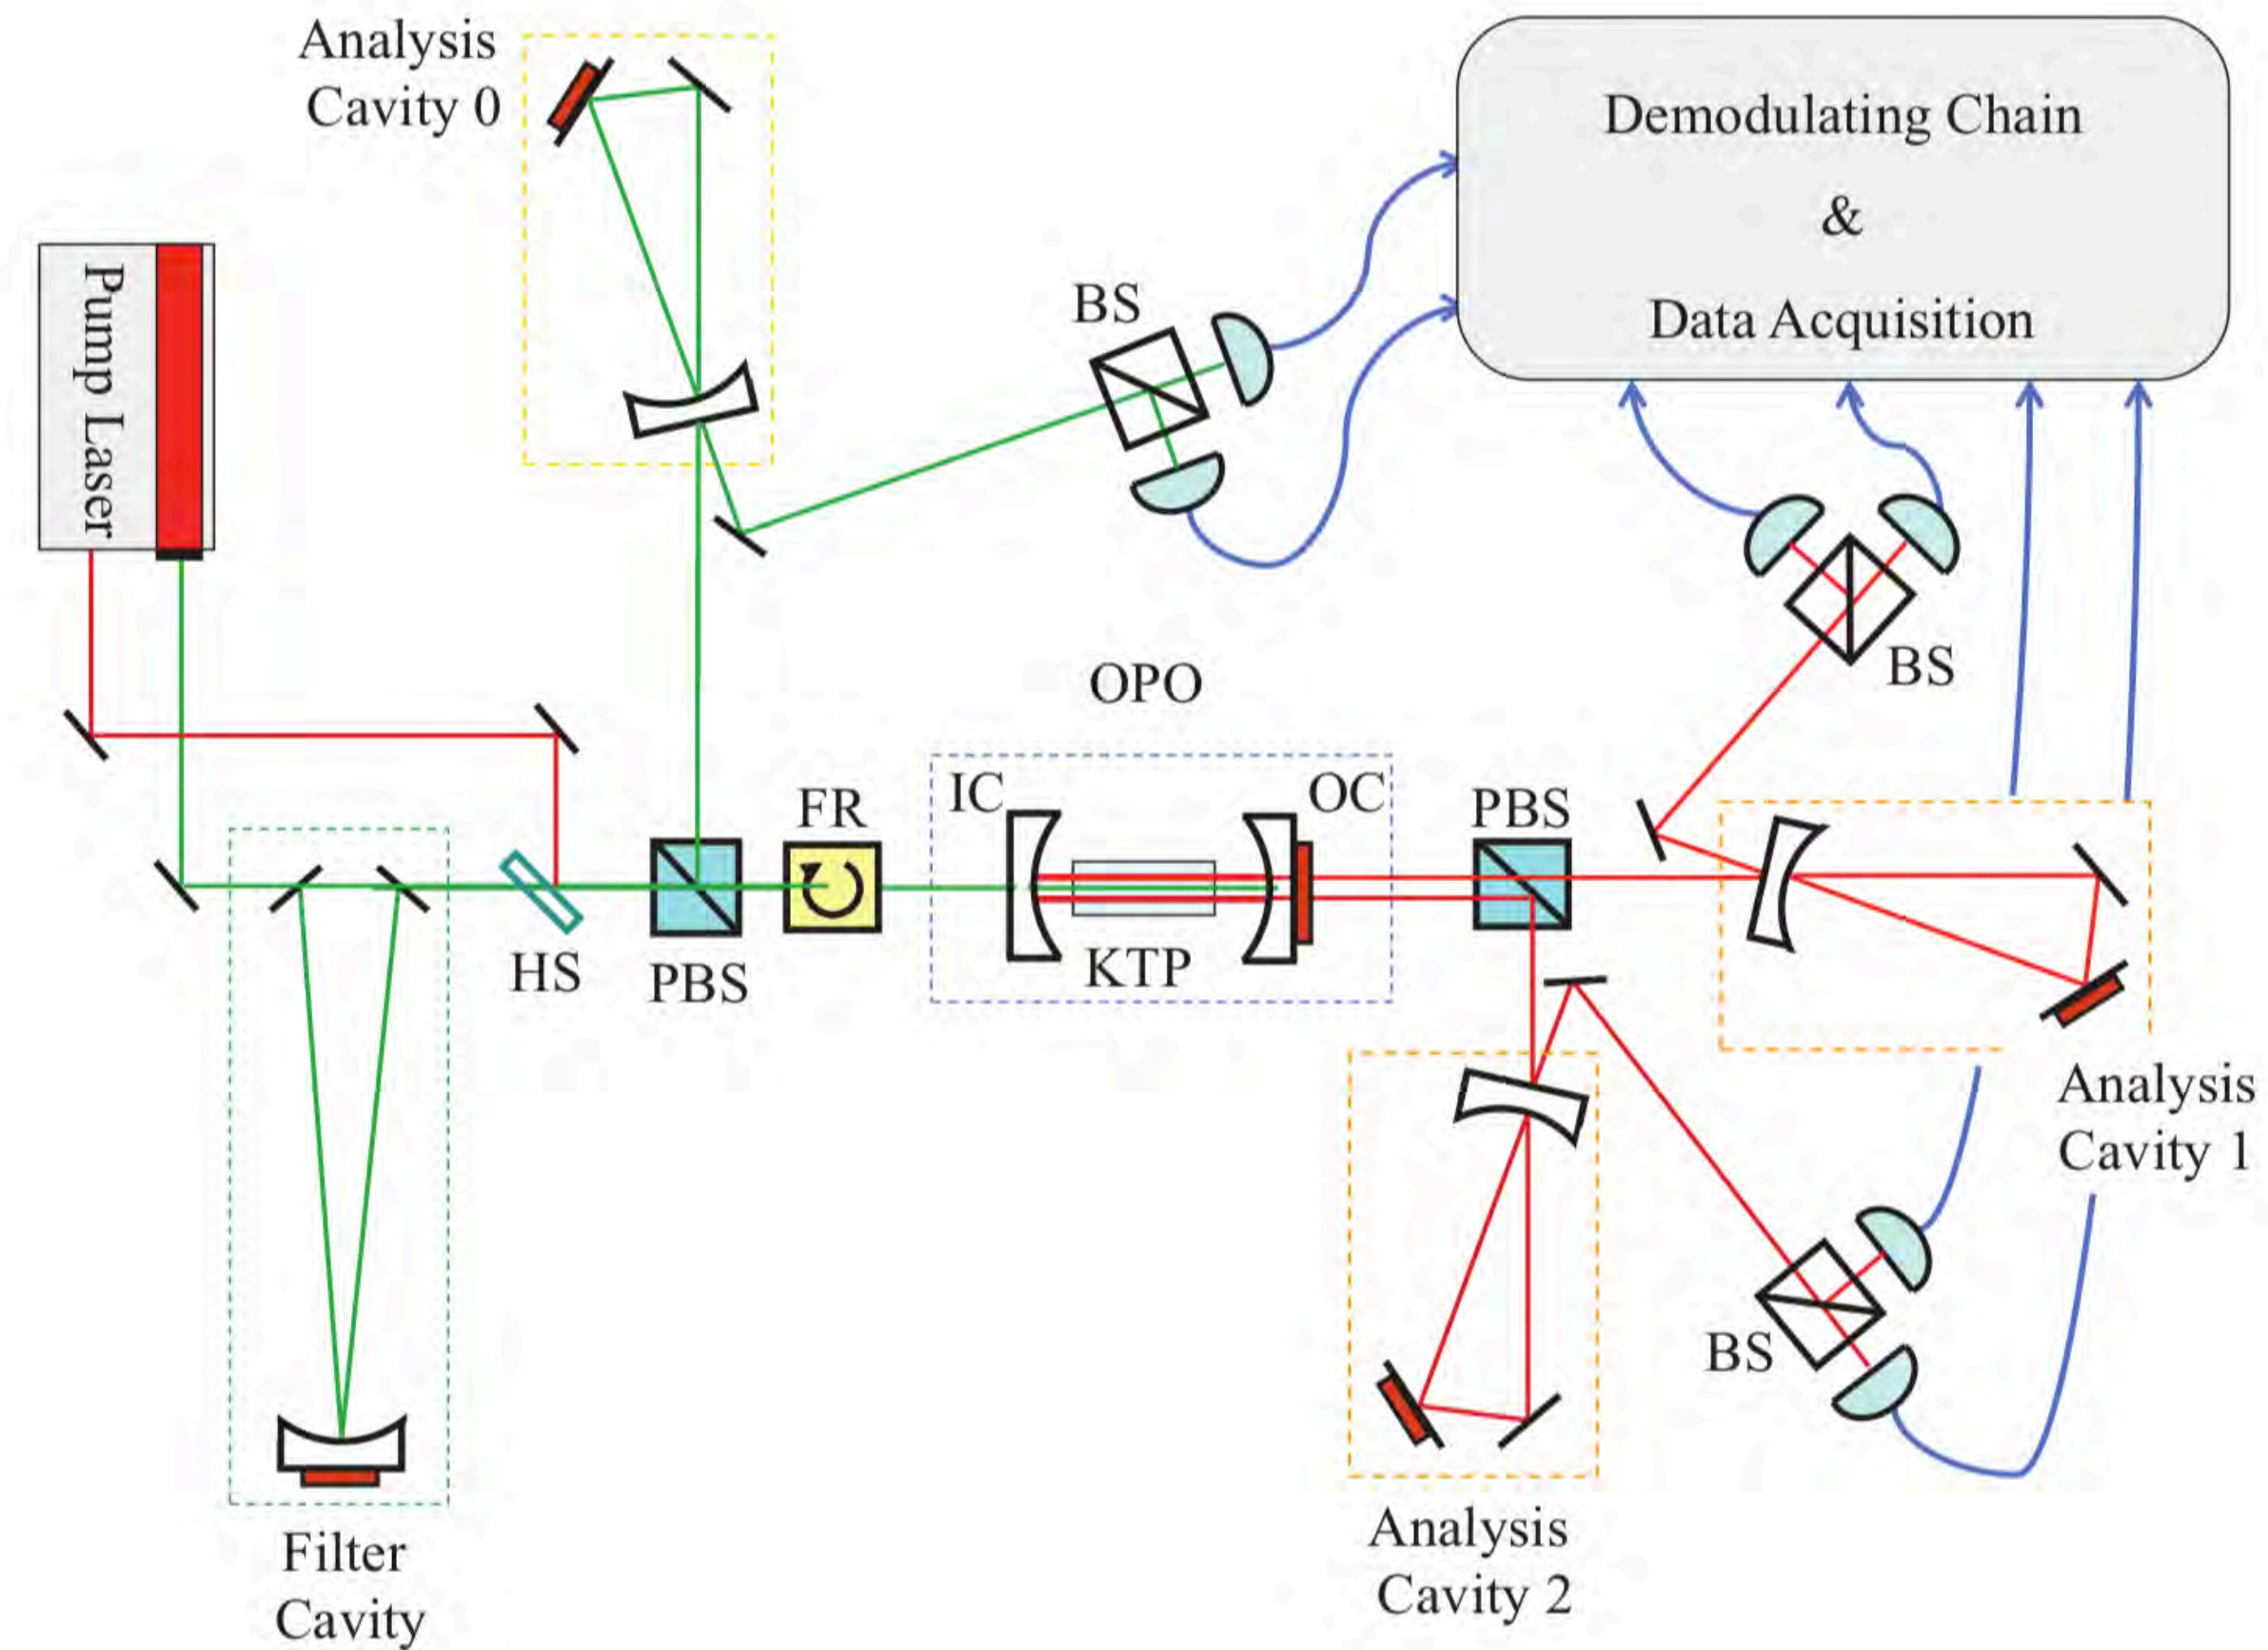 Analysis
Cavity 0
Demodulating Chain
&
Data Acquisition
Pump Laser
BS
BS
OPO
IC
OC
FR
PBS
HS
PBS
KTP
Analysis
Cavity 1
BS
Analysis
Cavity 2
Filter
Cavity